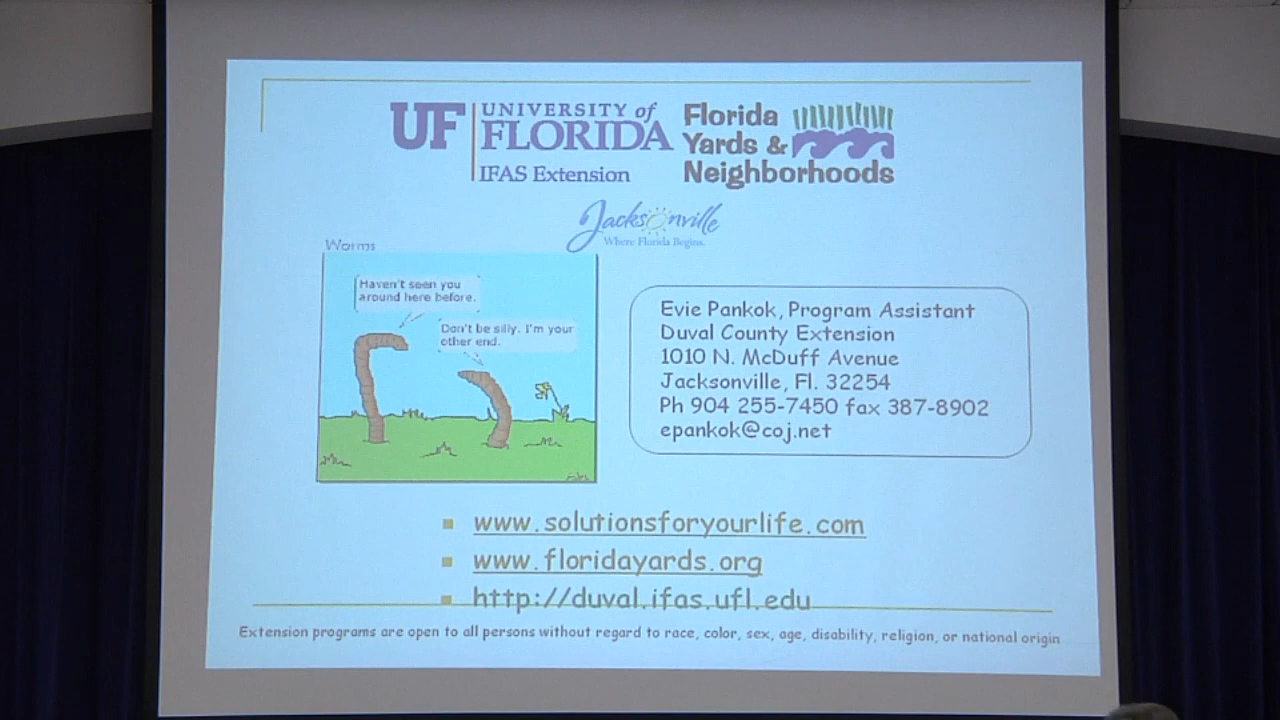 UF UNIVERSITY of
FLORIDA
IFAS Extension
Florida
Yards &
Neighborhoods
Jacksonville
Where Florida Begins.
Worms
Haven't seen you
around here before.
Don't be silly. I'm your
other end.
Evie Pankok, Program Assistant
Duval County Extension
1010 N. McDuff Avenue
Jacksonville, Fl. 32254
Ph 904 255-7450 fax 387-8902
epankok@coj.net
www.solutionsforyourlife.com
www.floridayards.org
http://duval.ifas.ufl.edu
Extension programs are open to all persons without regard to race, color, sex, age, disability, religion, or national origin